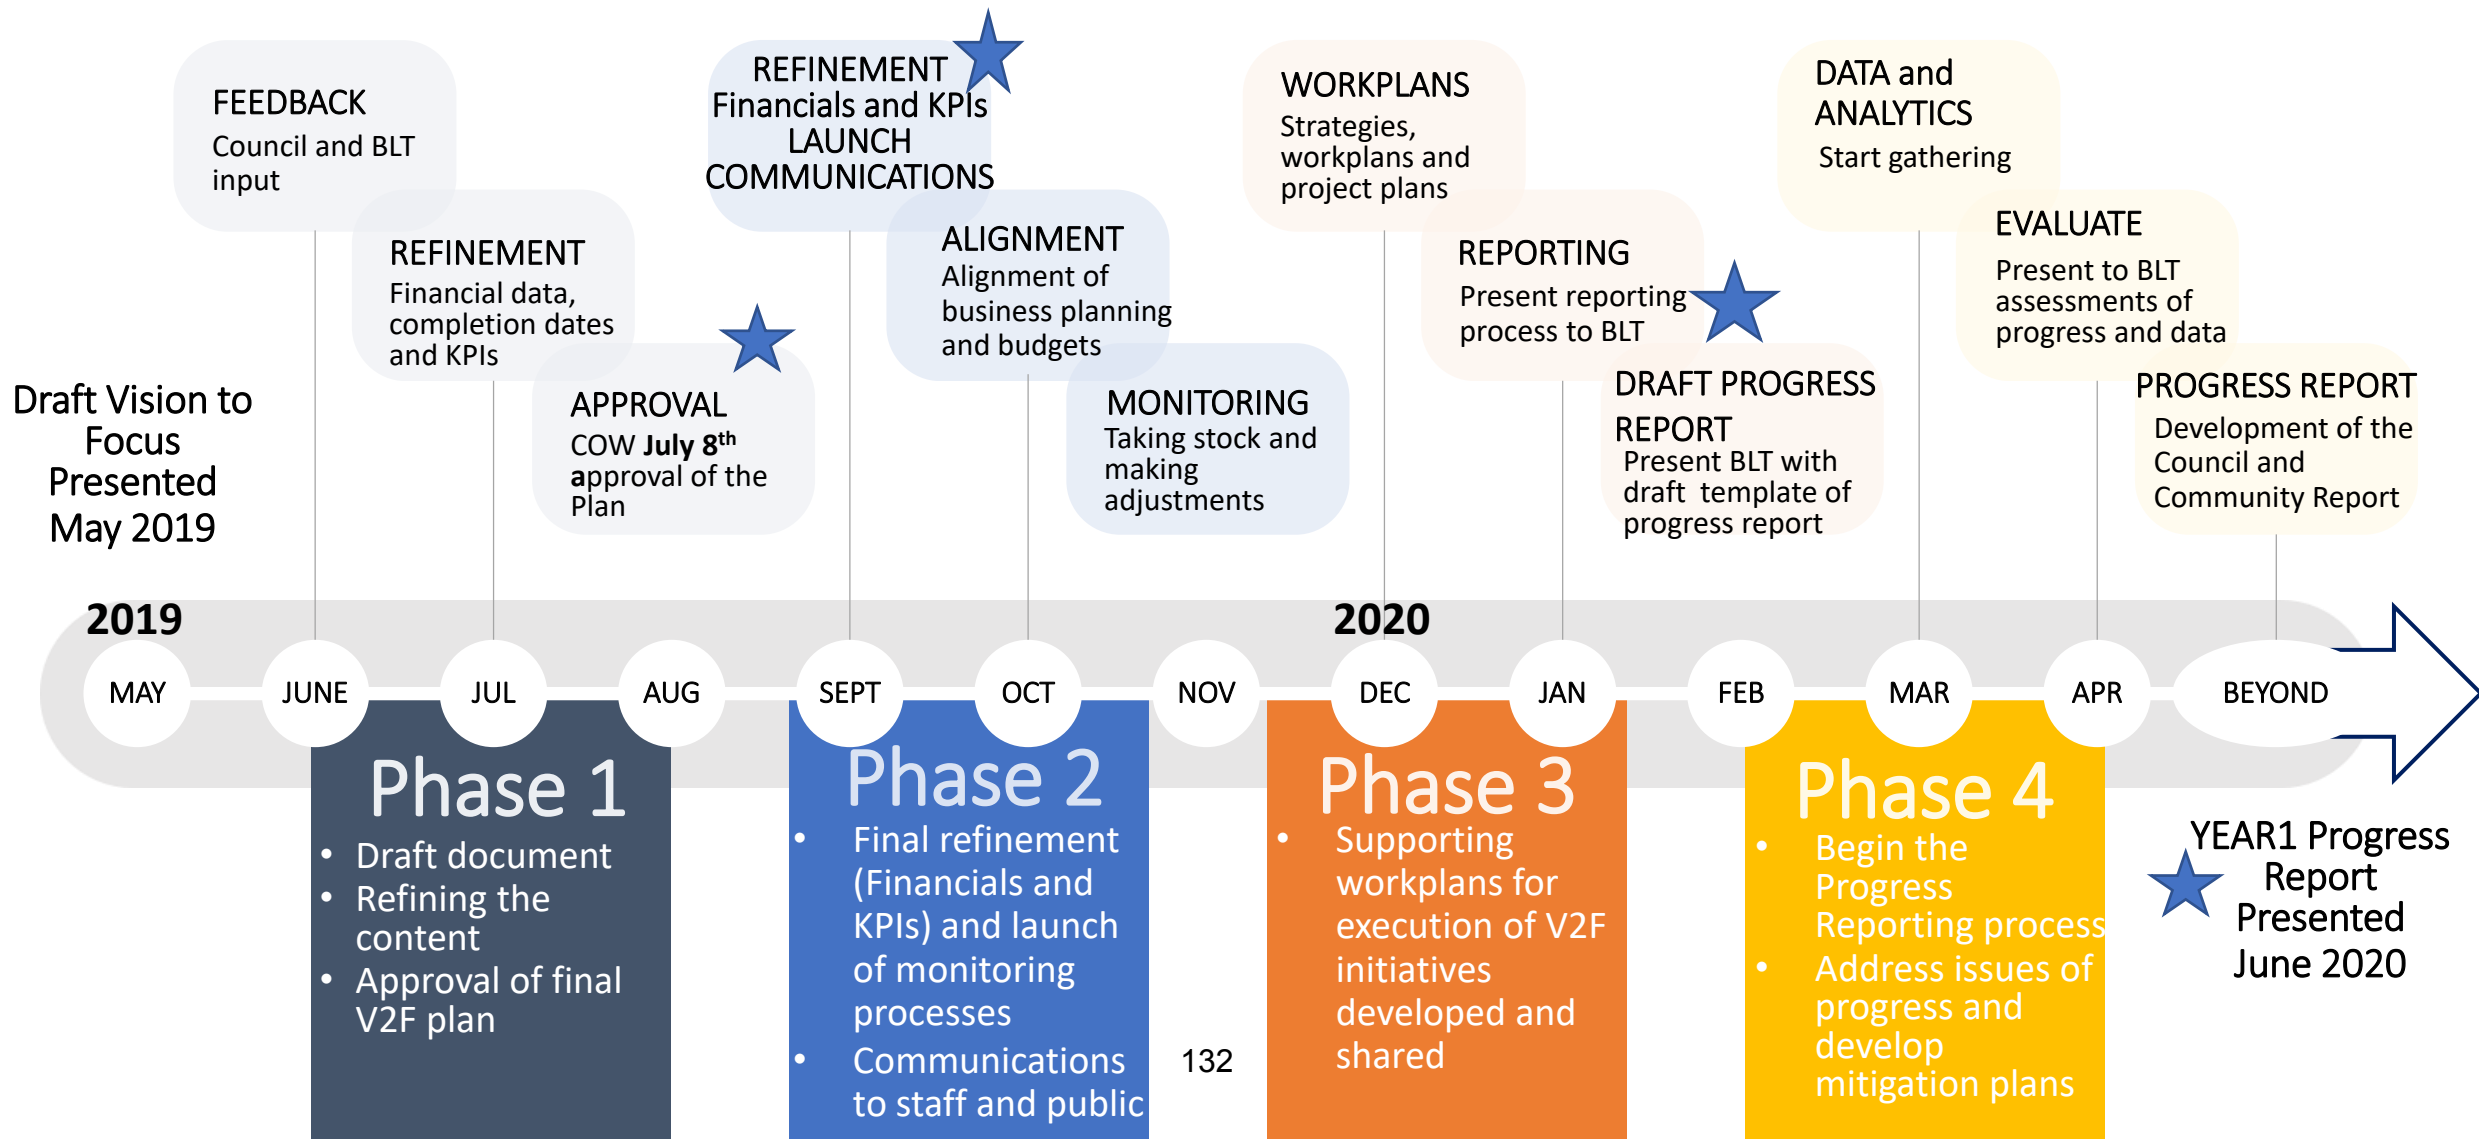 FEEDBACK
Council and BLT
input
REFINEMENT
Financial data,
completion dates
and KPIs
APPROVAL
COW July 8th
approval of the
Plan
REFINEMENT
Financials and KPIs
LAUNCH
COMMUNICATIONS
ALIGNMENT
Alignment of
business planning
and budgets
MONITORING
Taking stock and
making
adjustments
WORKPLANS
Strategies,
workplans and
project plans
REPORTING
Present reporting
process to BLT
DRAFT PROGRESS
REPORT
Present BLT with
draft template of
progress report
DATA and
ANALYTICS
Start gathering
EVALUATE
Present to BLT
assessments of
progress and data
PROGRESS REPORT
Development of the
Council and
Community Report
Draft Vision to
Focus
Presented
May 2019
2019
2020
MAY
JUNE
JUL
AUG
SEPT
OCT
NOV
DEC
JAN
FEB
MAR
APR
BEYOND
Phase 1
• Draft document
• Refining the
content
• Approval of final
V2F plan
Phase 2
• Final refinement
(Financials and
KPIs) and launch
of monitoring
processes
• Communications
to staff and public
132
Phase 3
• Supporting
workplans for
execution of V2F
initiatives
developed and
shared
Phase 4
• Begin the
Progress
Reporting process
• Address issues of
progress and
develop
mitigation plans
YEAR1 Progress
Report
Presented
June 2020